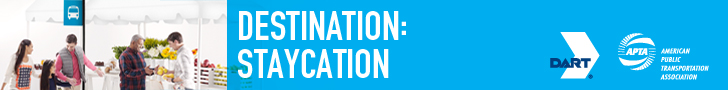 DESTINATION:
STAYCATION
DART
APTA
AMERICAN
PUBLIC
TRANSPORTATION
ASSOCIATION